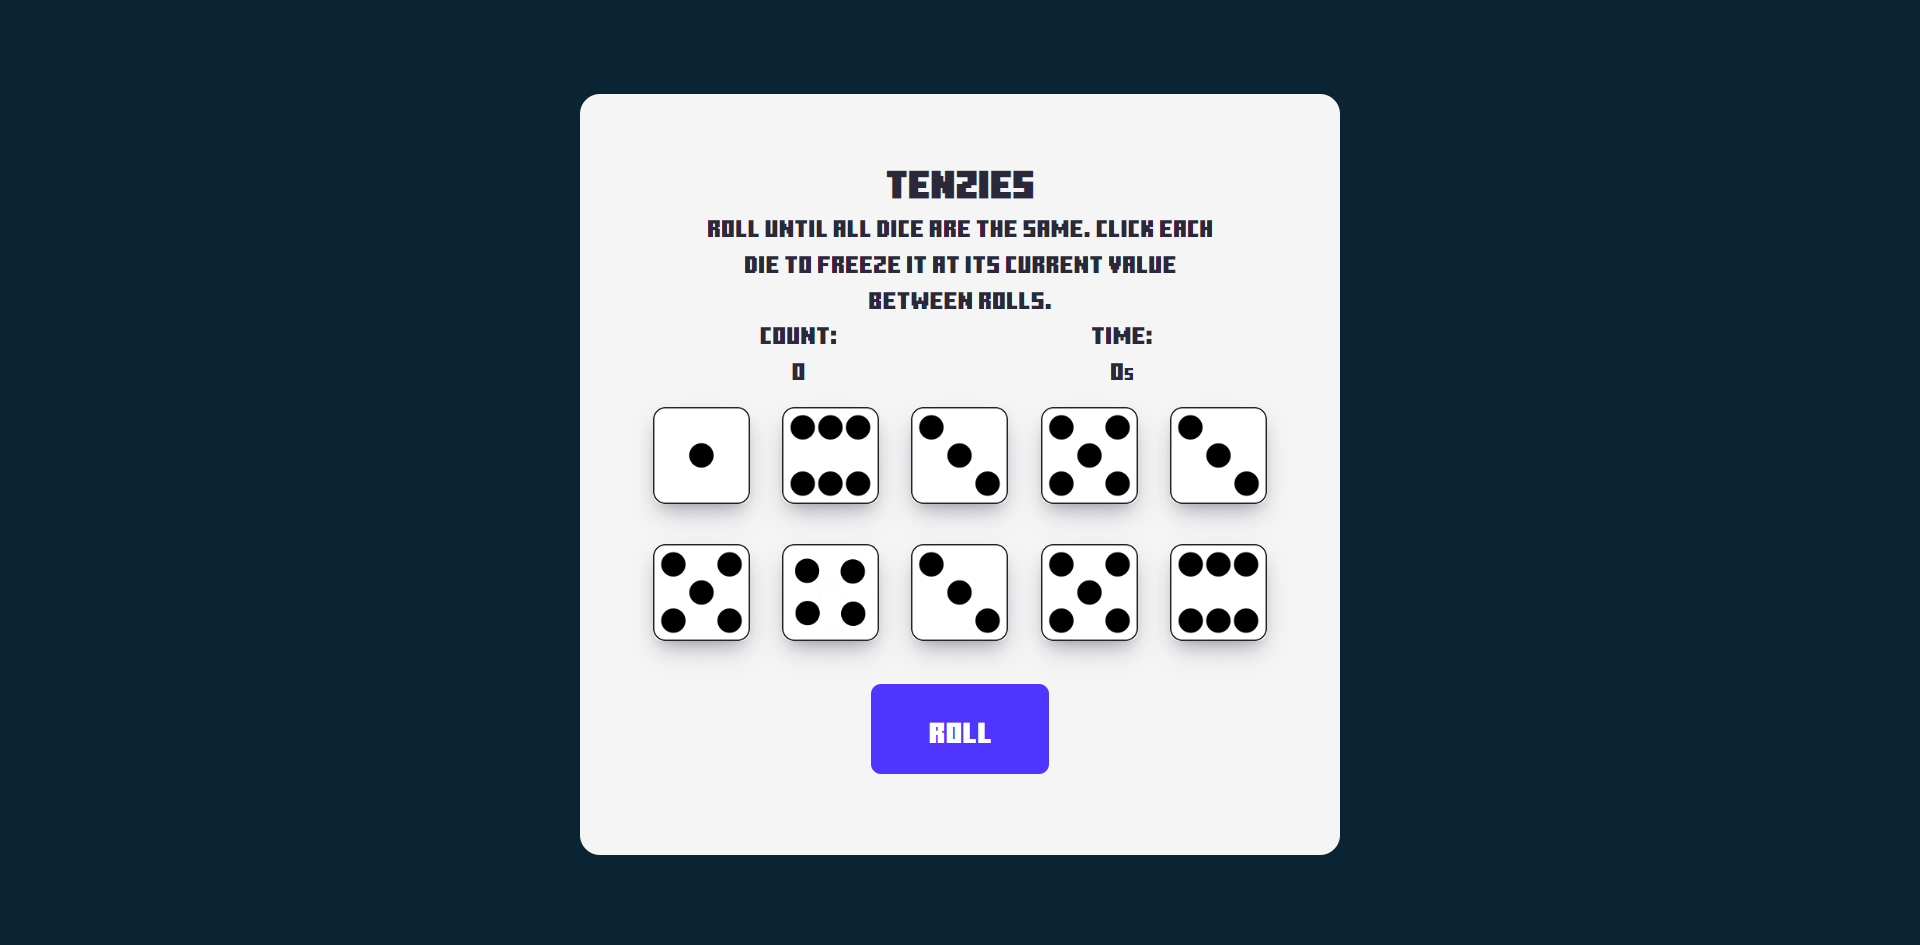 TENZIES
ROLL UNTIL ALL DICE ARE THE SAME. CLICK EACH
DIE TO FREEZE IT AT ITS CURRENT VALUE
BETWEEN ROLLS.
COUNT: TIME:
0 0s
ROLL